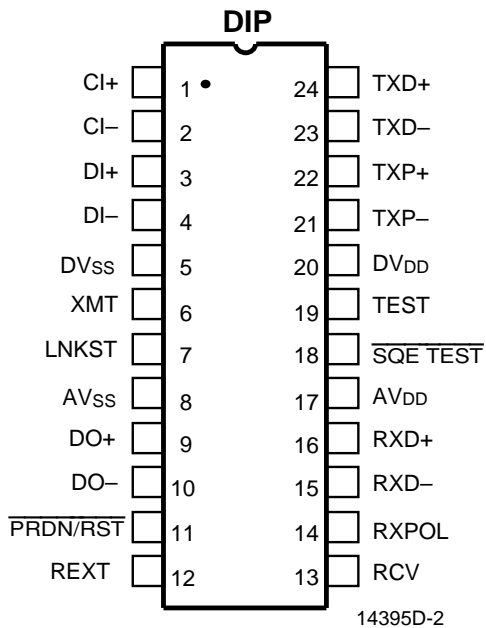 DIP
CI+ 1 24 TXD+
CI– 2 23 TXD–
DI+ 3 22 TXP+
DI– 4 21 TXP–
DVSS 5 20 DVDD
XMT 6 19 TEST
LNKST 7 18 SQE TEST
AVSS 8 17 AVDD
DO+ 9 16 RXD+
DO– 10 15 RXD–
PRDN/RST 11 14 RXPOL
REXT 12 13 RCV
14395D-2